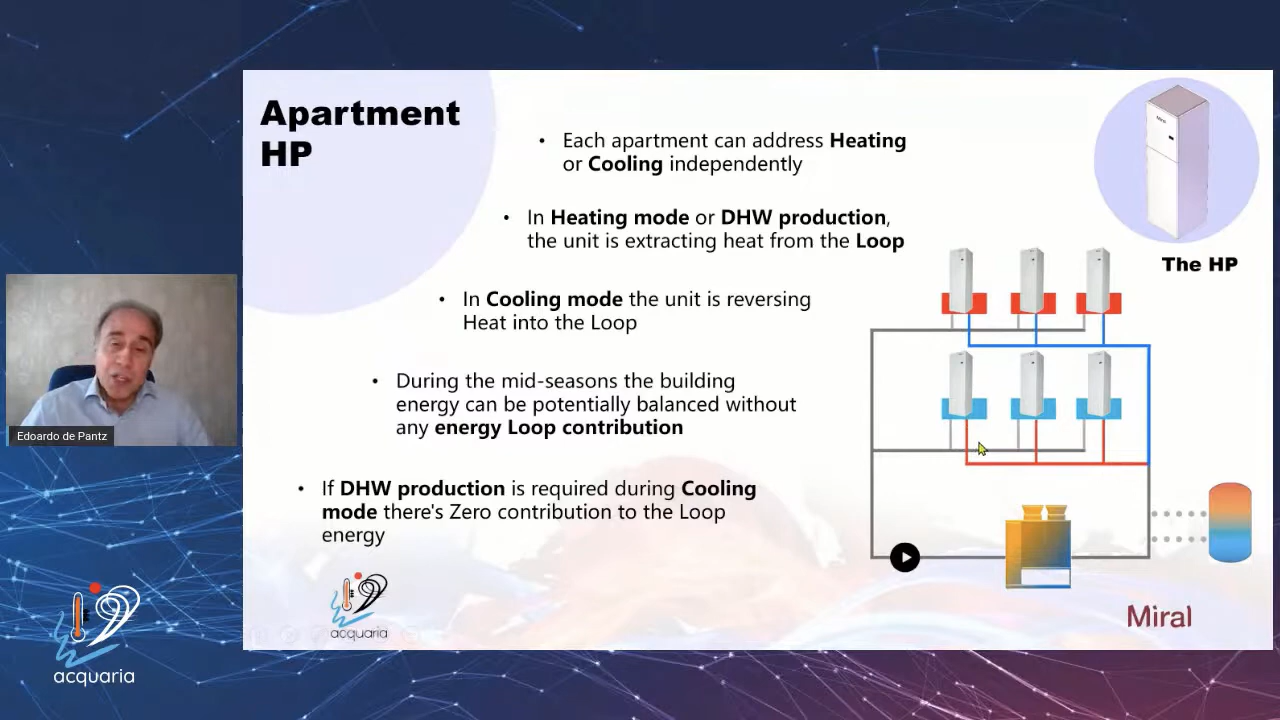 Apartment
HP
• Each apartment can address Heating
or Cooling independently
• In Heating mode or DHW production,
the unit is extracting heat from the Loop
• In Cooling mode the unit is reversing
Heat into the Loop
• During the mid-seasons the building
energy can be potentially balanced without
any energy Loop contribution
• If DHW production is required during Cooling
mode there's Zero contribution to the Loop
energy
The HP
Edoardo de Pantz
acquaria
acquaria
Miral